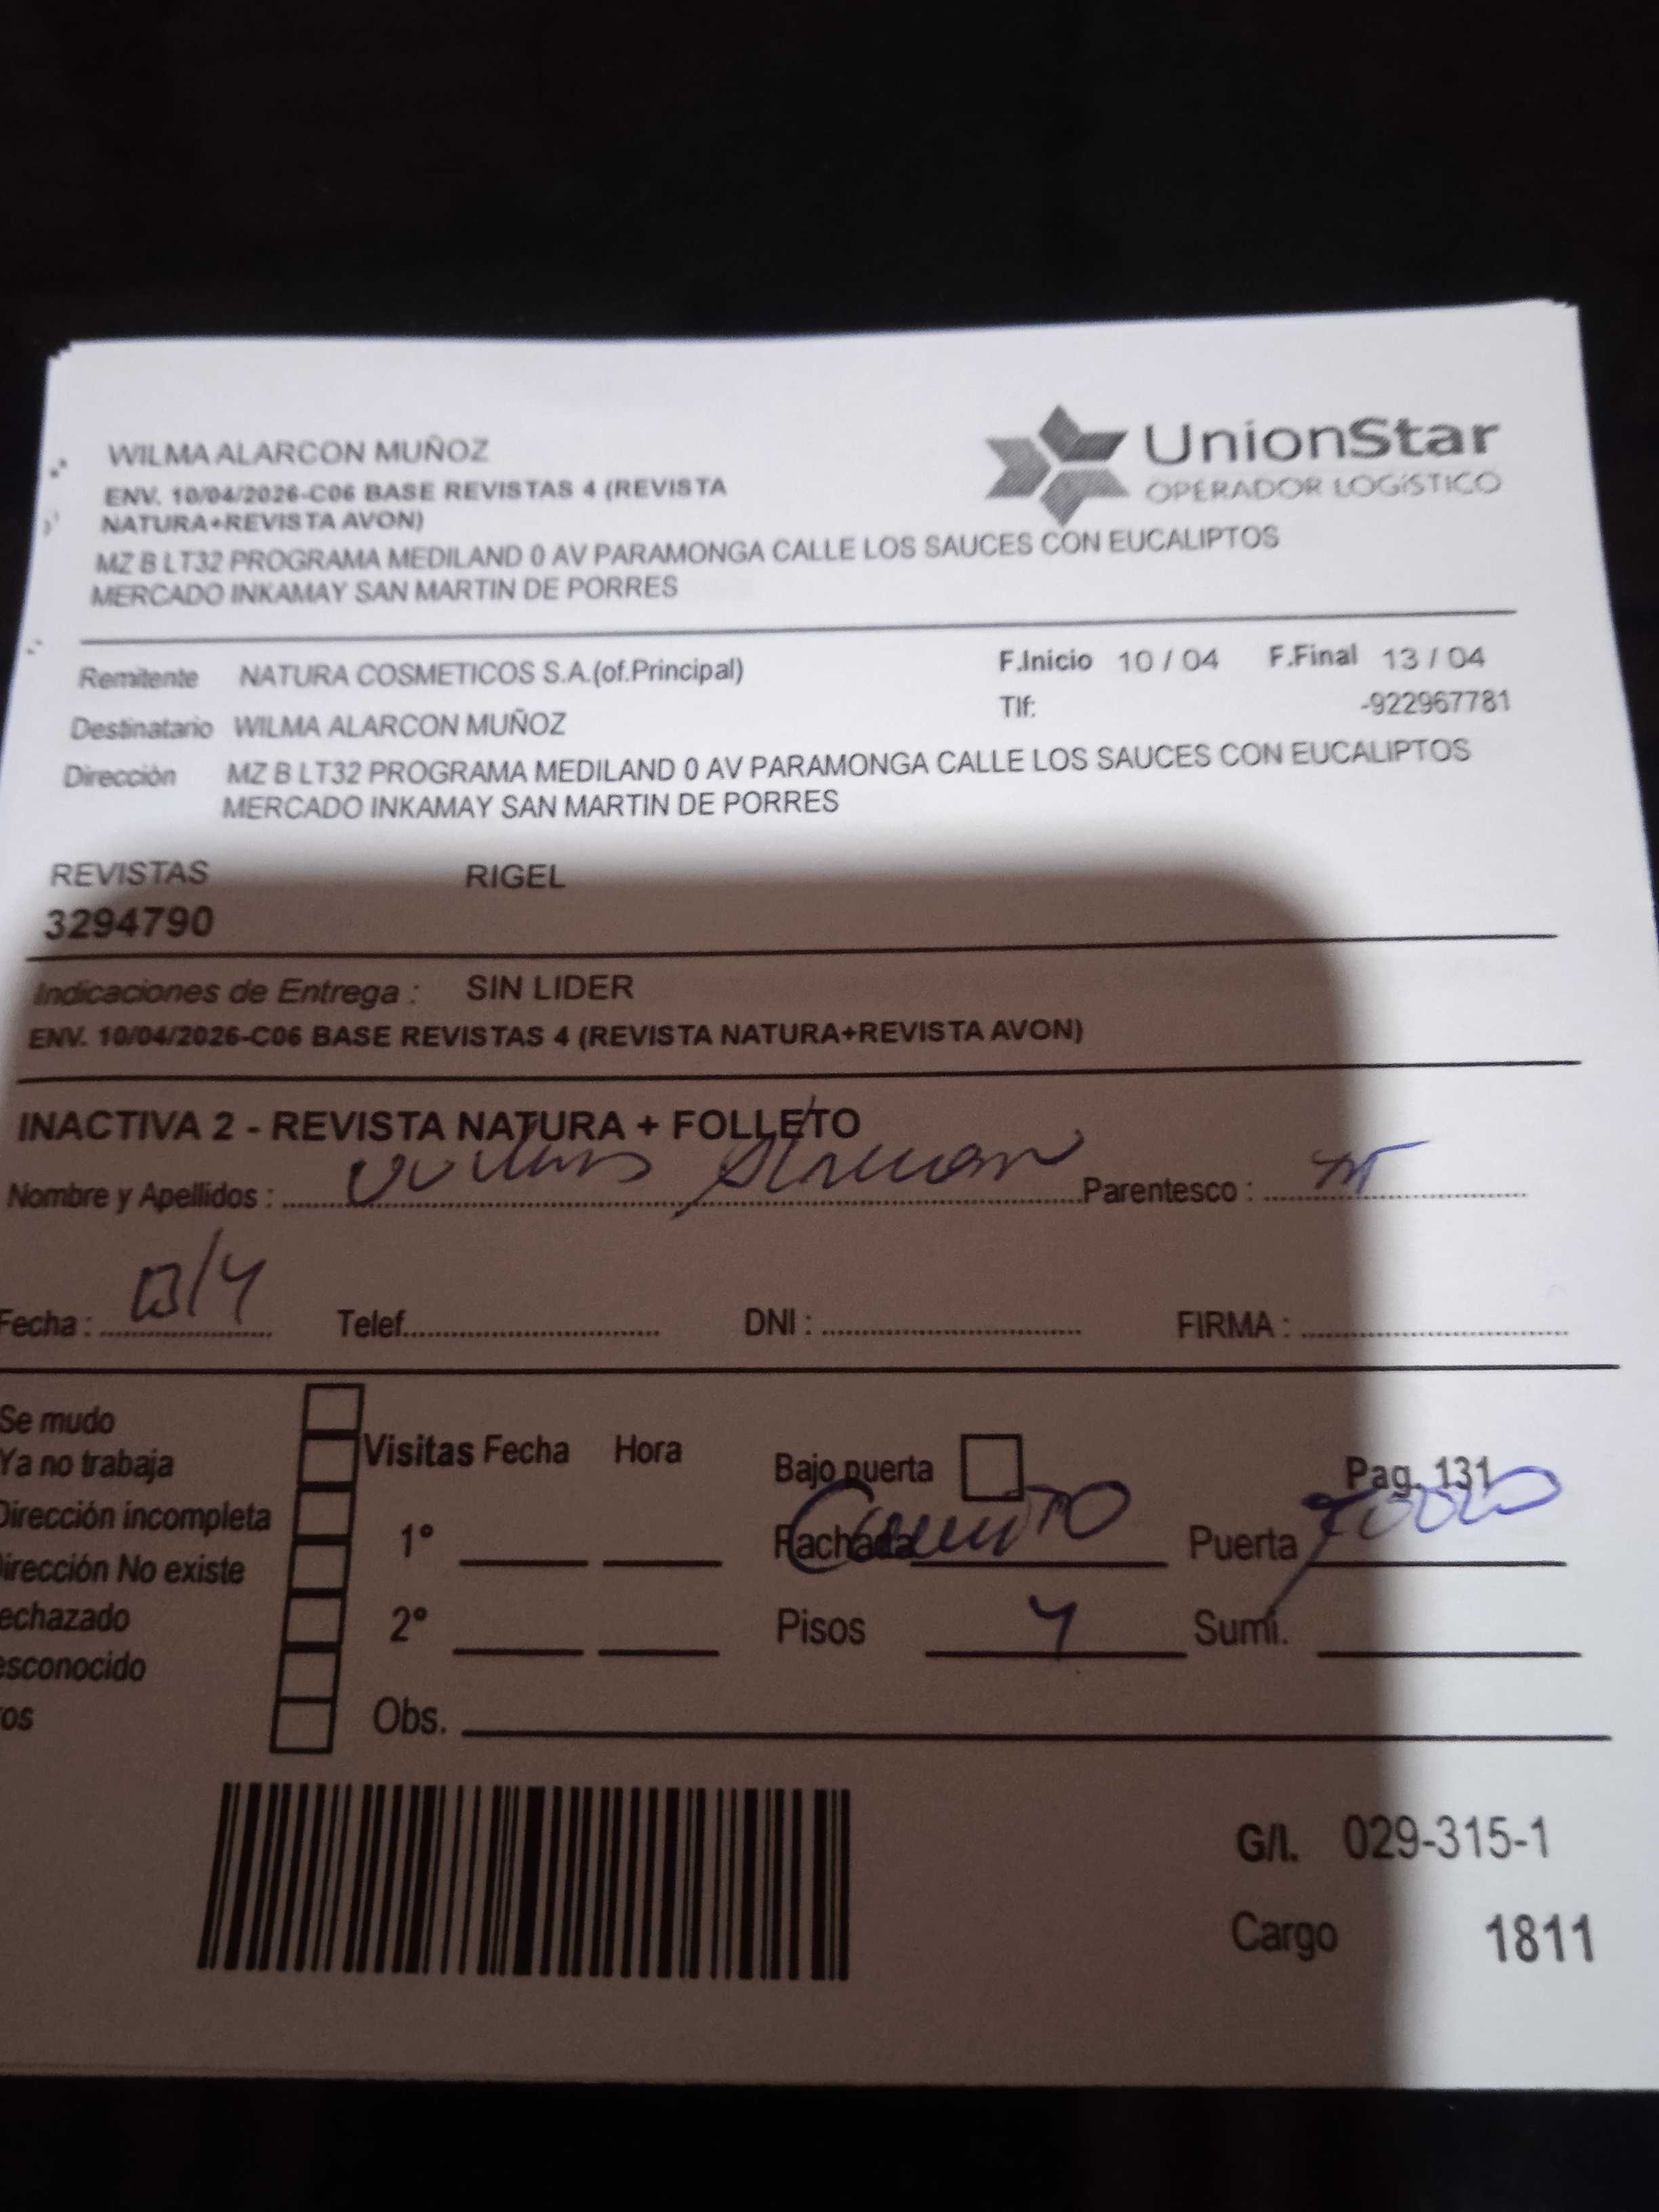 WILMA ALARCON MUÑOZ
UnionStar
OPERADOR LOGíSTICO
ENV. 10/04/2026-C06 BASE REVISTAS 4 (REVISTA
NATURA+REVISTA AVON)
MZ B LT32 PROGRAMA MEDILAND 0 AV PARAMONGA CALLE LOS SAUCES CON EUCALIPTOS
MERCADO INKAMAY SAN MARTIN DE PORRES
Remitente NATURA COSMETICOS S.A.(of.Principal) F.Inicio 10 / 04 F.Final 13 / 04
Destinatario WILMA ALARCON MUÑOZ Tlf: -922967781
Dirección MZ B LT32 PROGRAMA MEDILAND 0 AV PARAMONGA CALLE LOS SAUCES CON EUCALIPTOS
MERCADO INKAMAY SAN MARTIN DE PORRES
REVISTAS RIGEL
3294790
Indicaciones de Entrega : SIN LIDER
ENV. 10/04/2026-C06 BASE REVISTAS 4 (REVISTA NATURA+REVISTA AVON)
INACTIVA 2 - REVISTA NATURA + FOLLETO
Nombre y Apellidos : Wilma Alarcon Parentesco :
Fecha : 13/4 Telef. DNI : FIRMA :
Se mudo
Ya no trabaja
Dirección incompleta
Dirección No existe
echazado
esconocido
ros
Visitas Fecha Hora
1°
2°
Obs.
Bajo puerta Pag. 131
Fachada Puerta
Pisos 4 Sumi.
G/I. 029-315-1
Cargo 1811